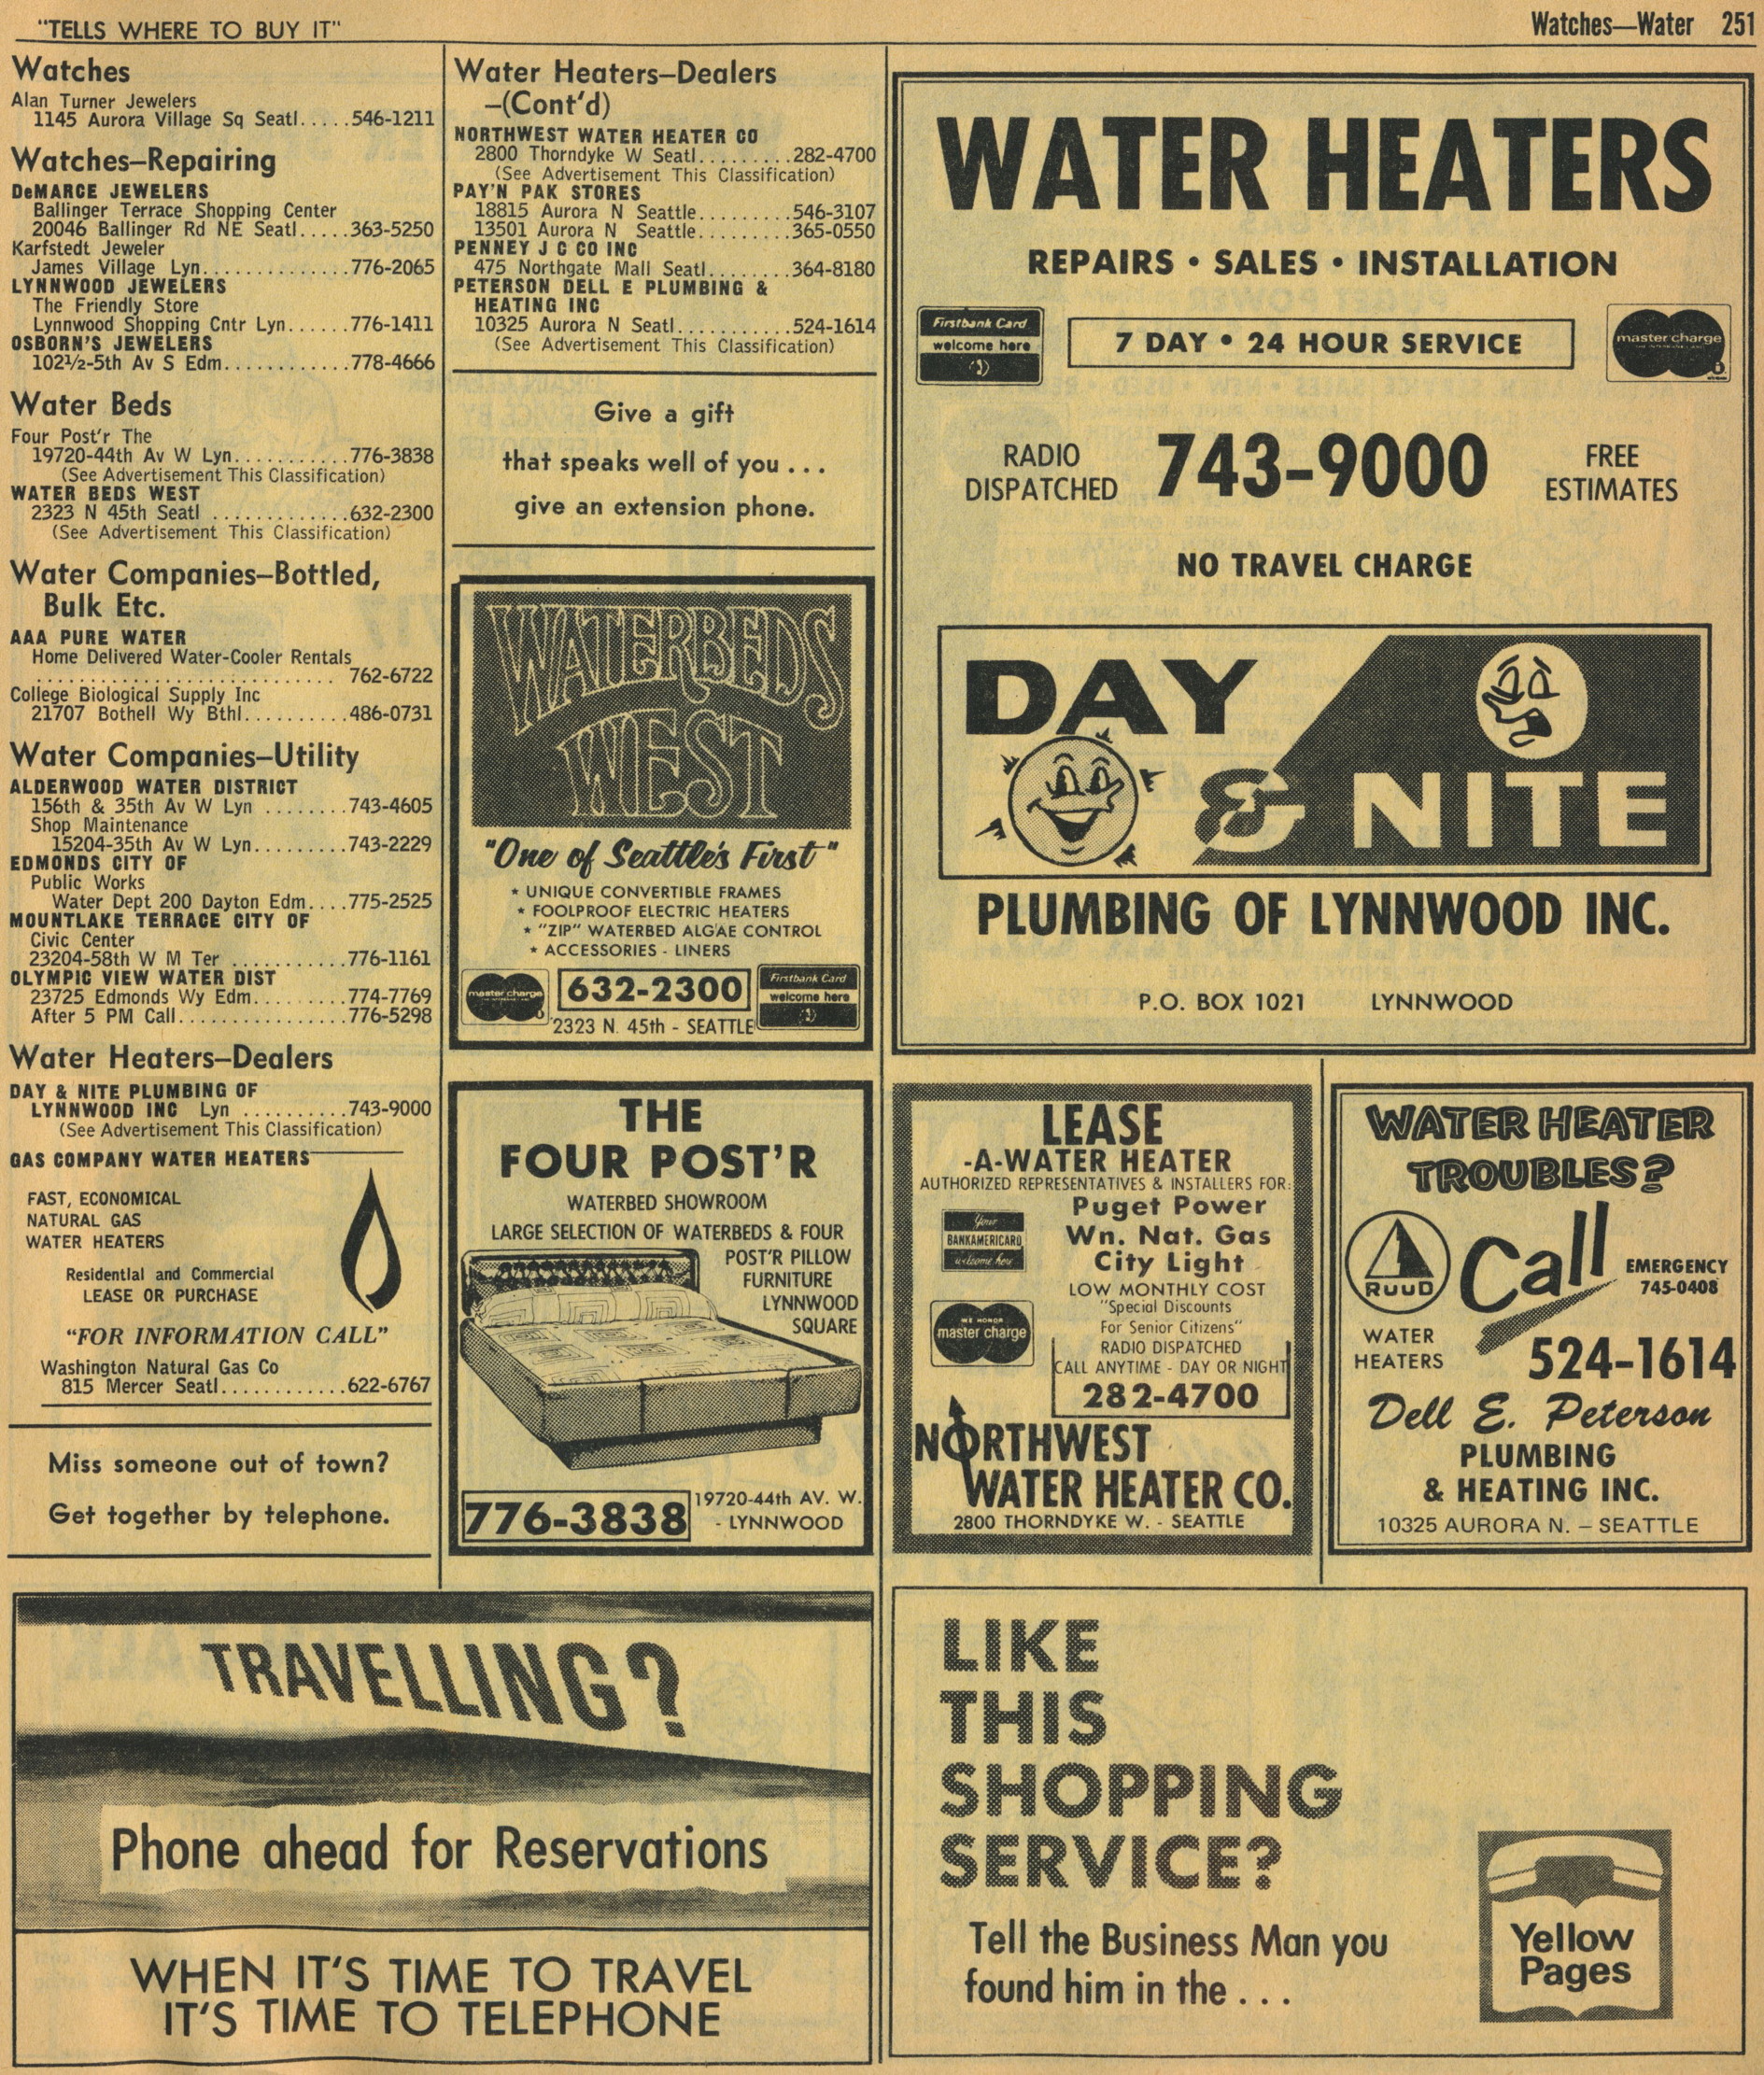 "TELLS WHERE TO BUY IT"
Watches—Water 251
Watches
Alan Turner Jewelers
1145 Aurora Village Sq Seatl.....546-1211
Watches—Repairing
DeMARCE JEWELERS
Ballinger Terrace Shopping Center
20046 Ballinger Rd NE Seatl.....363-5250
Karfstedt Jeweler
James Village Lyn..............776-2065
LYNNWOOD JEWELERS
The Friendly Store
Lynnwood Shopping Cntr Lyn......776-1411
OSBORN'S JEWELERS
102½-5th Av S Edm............778-4666
Water Beds
Four Post'r The
19720-44th Av W Lyn...........776-3838
(See Advertisement This Classification)
WATER BEDS WEST
2323 N 45th Seatl .............632-2300
(See Advertisement This Classification)
Water Companies—Bottled,
Bulk Etc.
AAA PURE WATER
Home Delivered Water-Cooler Rentals
............................ 762-6722
College Biological Supply Inc
21707 Bothell Wy Bthl..........486-0731
Water Companies—Utility
ALDERWOOD WATER DISTRICT
156th & 35th Av W Lyn ........743-4605
Shop Maintenance
15204-35th Av W Lyn.........743-2229
EDMONDS CITY OF
Public Works
Water Dept 200 Dayton Edm....775-2525
MOUNTLAKE TERRACE CITY OF
Civic Center
23204-58th W M Ter ...........776-1161
OLYMPIC VIEW WATER DIST
23725 Edmonds Wy Edm.........774-7769
After 5 PM Call................776-5298
Water Heaters—Dealers
DAY & NITE PLUMBING OF
LYNNWOOD INC Lyn ..........743-9000
(See Advertisement This Classification)
GAS COMPANY WATER HEATERS
FAST, ECONOMICAL
NATURAL GAS
WATER HEATERS
Residential and Commercial
LEASE OR PURCHASE
"FOR INFORMATION CALL"
Washington Natural Gas Co
815 Mercer Seatl............622-6767
Miss someone out of town?
Get together by telephone.
Water Heaters—Dealers
—(Cont'd)
NORTHWEST WATER HEATER CO
2800 Thorndyke W Seatl.........282-4700
(See Advertisement This Classification)
PAY'N PAK STORES
18815 Aurora N Seattle.........546-3107
13501 Aurora N Seattle.........365-0550
PENNEY J C CO INC
475 Northgate Mall Seatl........364-8180
PETERSON DELL E PLUMBING &
HEATING INC
10325 Aurora N Seatl...........524-1614
(See Advertisement This Classification)
Give a gift
that speaks well of you ...
give an extension phone.
WATERBEDS
WEST
"One of Seattle's First"
* UNIQUE CONVERTIBLE FRAMES
* FOOLPROOF ELECTRIC HEATERS
* "ZIP" WATERBED ALGAE CONTROL
* ACCESSORIES - LINERS
master charge
632-2300
Firstbank Card
welcome here
2323 N. 45th - SEATTLE
THE
FOUR POST'R
WATERBED SHOWROOM
LARGE SELECTION OF WATERBEDS & FOUR
POST'R PILLOW
FURNITURE
LYNNWOOD
SQUARE
776-3838
19720-44th AV. W.
- LYNNWOOD
WATER HEATERS
REPAIRS • SALES • INSTALLATION
Firstbank Card
welcome here
7 DAY • 24 HOUR SERVICE
master charge
RADIO
DISPATCHED
743-9000
FREE
ESTIMATES
NO TRAVEL CHARGE
DAY
& NITE
PLUMBING OF LYNNWOOD INC.
P.O. BOX 1021 LYNNWOOD
LEASE
-A-WATER HEATER
AUTHORIZED REPRESENTATIVES & INSTALLERS FOR:
Your
BANKAMERICARD
welcome here
Puget Power
Wn. Nat. Gas
City Light
LOW MONTHLY COST
"Special Discounts
For Senior Citizens"
WE HONOR
master charge
RADIO DISPATCHED
CALL ANYTIME - DAY OR NIGHT
282-4700
NORTHWEST
WATER HEATER CO.
2800 THORNDYKE W. - SEATTLE
WATER HEATER
TROUBLES?
RUUD
WATER
HEATERS
Call
EMERGENCY
745-0408
524-1614
Dell E. Peterson
PLUMBING
& HEATING INC.
10325 AURORA N. — SEATTLE
TRAVELLING?
Phone ahead for Reservations
WHEN IT'S TIME TO TRAVEL
IT'S TIME TO TELEPHONE
LIKE
THIS
SHOPPING
SERVICE?
Tell the Business Man you
found him in the . . .
Yellow
Pages